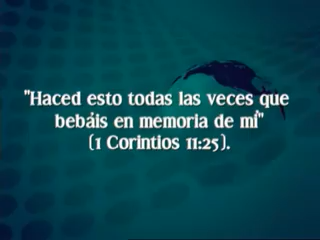 "Haced esto todas las veces que
bebáis en memoria de mí"
(1 Corintios 11:25).